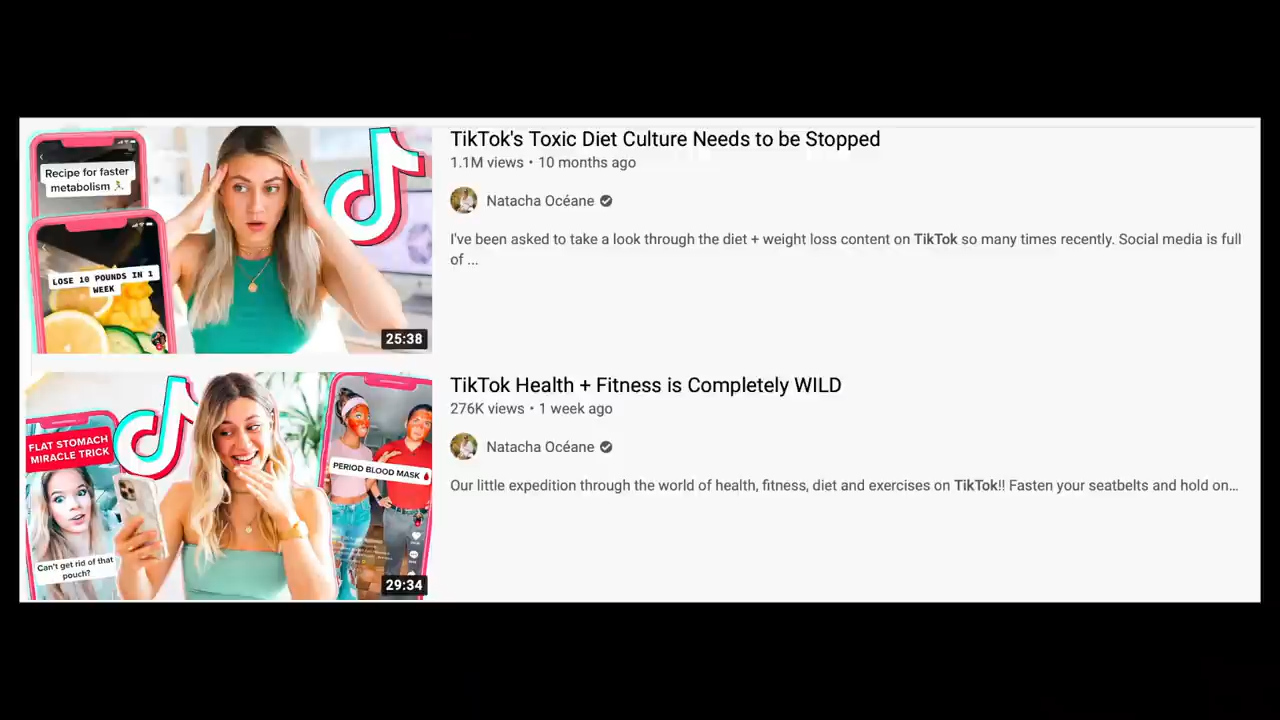 TikTok's Toxic Diet Culture Needs to be Stopped
1.1M views • 10 months ago
Natacha Océane
I've been asked to take a look through the diet + weight loss content on TikTok so many times recently. Social media is full
of ...
Recipe for faster
metabolism
LOSE 10 POUNDS IN 1
WEEK
25:38
TikTok Health + Fitness is Completely WILD
276K views • 1 week ago
Natacha Océane
Our little expedition through the world of health, fitness, diet and exercises on TikTok!! Fasten your seatbelts and hold on...
FLAT STOMACH
MIRACLE TRICK
Can't get rid of that
pouch?
PERIOD BLOOD MASK
29:34